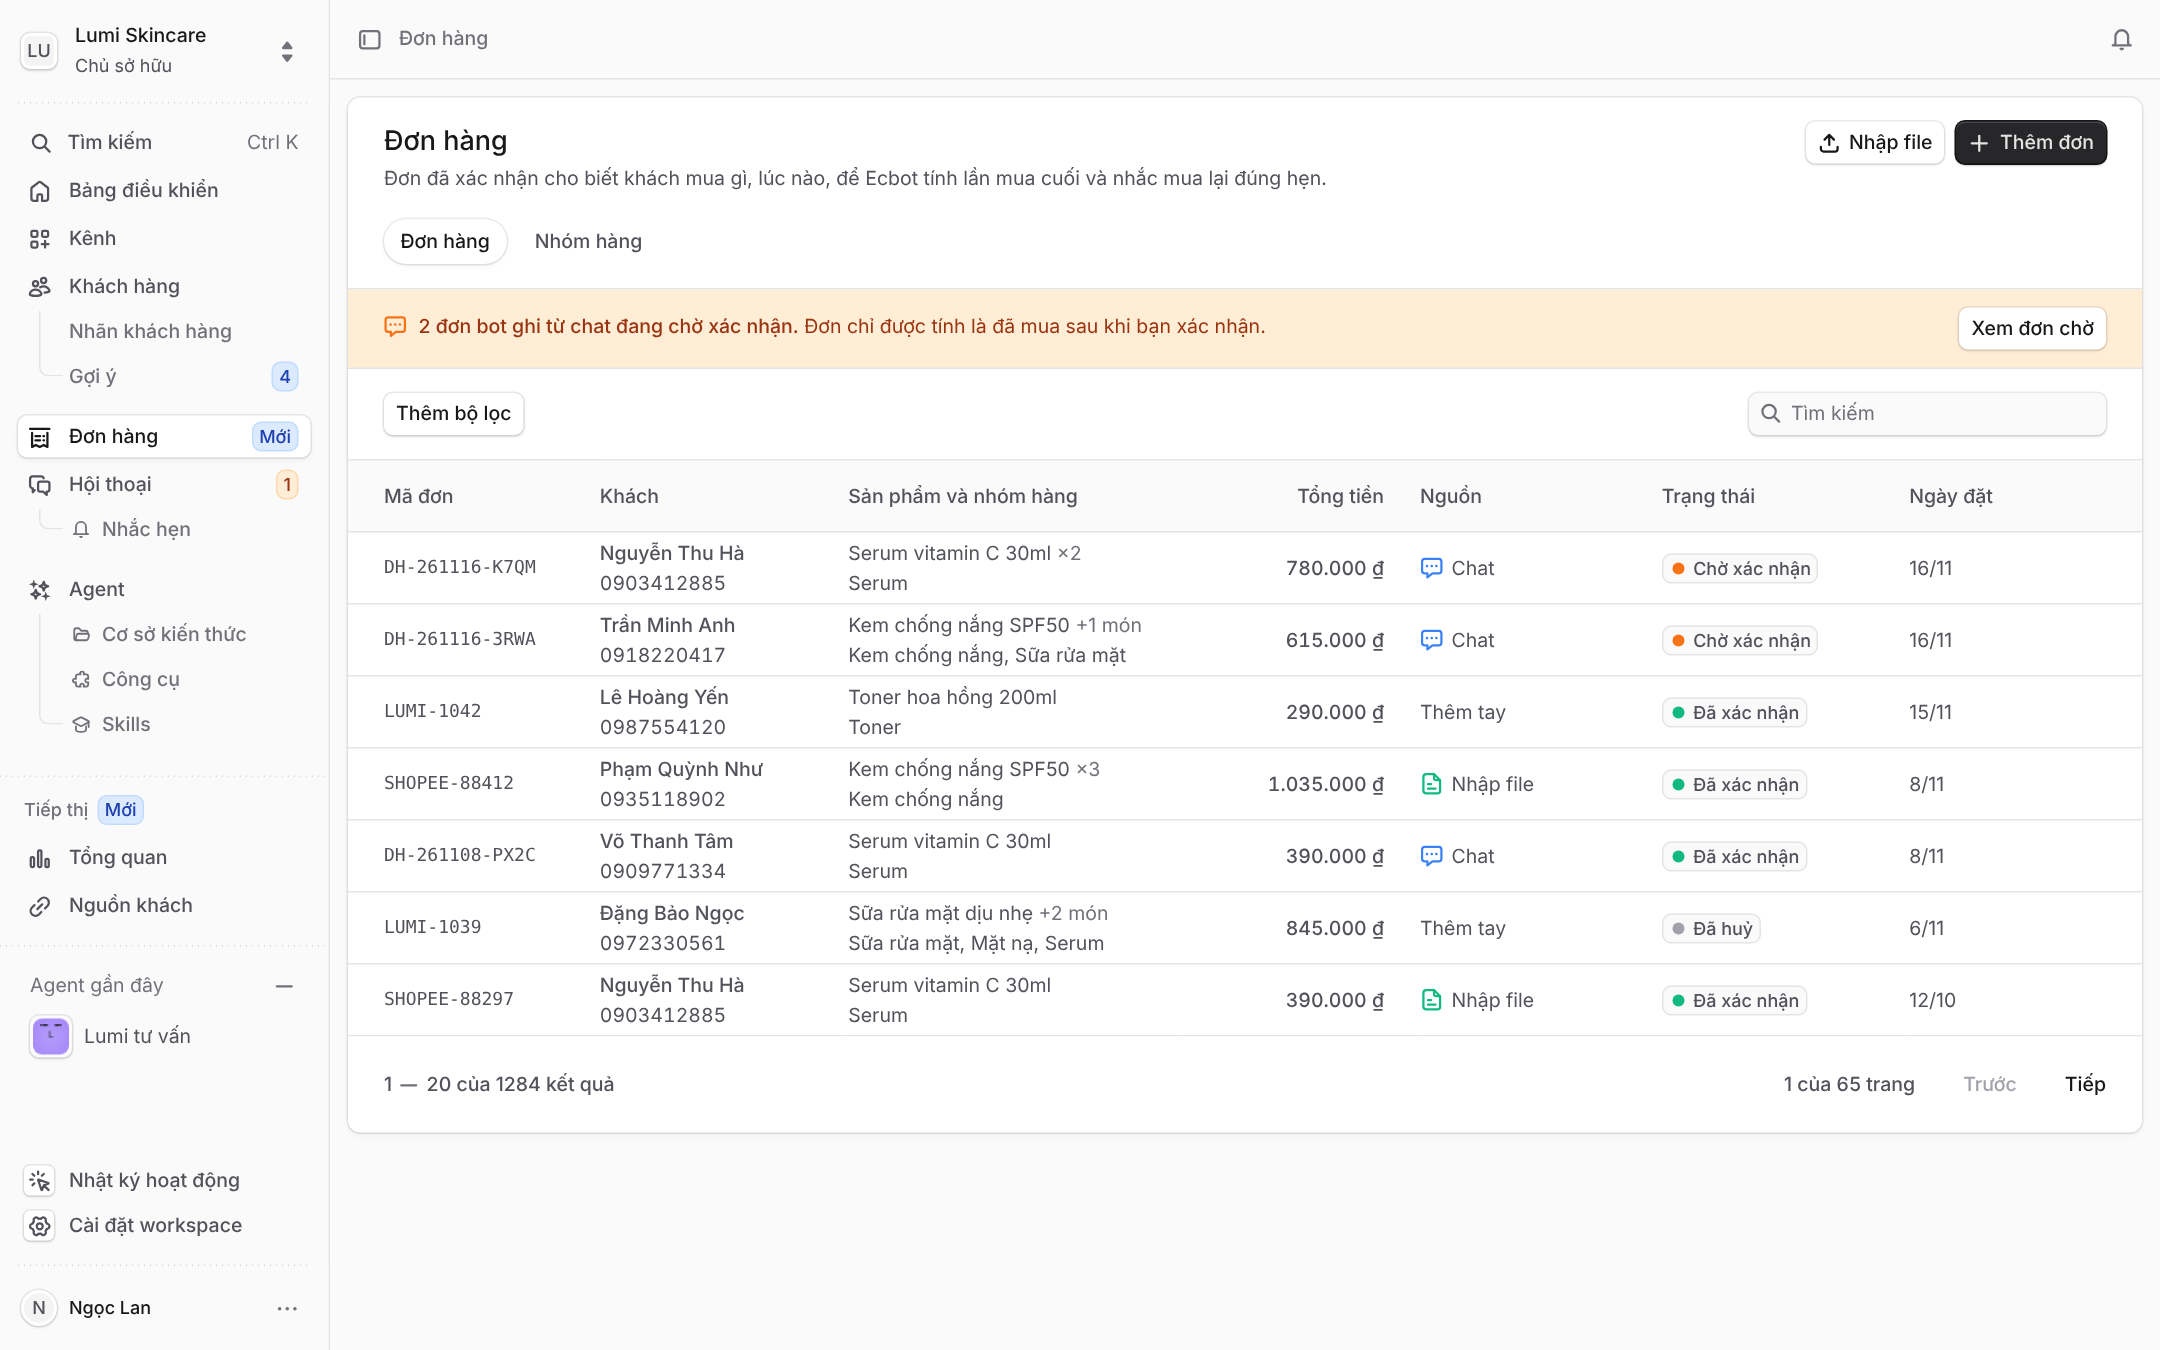 LU
Lumi Skincare
Chủ sở hữu
Tìm kiếm Ctrl K
Bảng điều khiển
Kênh
Khách hàng
Nhãn khách hàng
Gợi ý 4
Đơn hàng Mới
Hội thoại 1
Nhắc hẹn
Agent
Cơ sở kiến thức
Công cụ
Skills
Tiếp thị Mới
Tổng quan
Nguồn khách
Agent gần đây
Lumi tư vấn
Nhật ký hoạt động
Cài đặt workspace
N Ngọc Lan
Đơn hàng
Đơn hàng
Đơn đã xác nhận cho biết khách mua gì, lúc nào, để Ecbot tính lần mua cuối và nhắc mua lại đúng hẹn.
Nhập file
Thêm đơn
Đơn hàng Nhóm hàng
2 đơn bot ghi từ chat đang chờ xác nhận. Đơn chỉ được tính là đã mua sau khi bạn xác nhận.
Xem đơn chờ
Thêm bộ lọc
Tìm kiếm
Mã đơn Khách Sản phẩm và nhóm hàng Tổng tiền Nguồn Trạng thái Ngày đặt
DH-261116-K7QM Nguyễn Thu Hà Serum vitamin C 30ml ×2 780.000 ₫ Chat Chờ xác nhận 16/11
0903412885 Serum
DH-261116-3RWA Trần Minh Anh Kem chống nắng SPF50 +1 món 615.000 ₫ Chat Chờ xác nhận 16/11
0918220417 Kem chống nắng, Sữa rửa mặt
LUMI-1042 Lê Hoàng Yến Toner hoa hồng 200ml 290.000 ₫ Thêm tay Đã xác nhận 15/11
0987554120 Toner
SHOPEE-88412 Phạm Quỳnh Như Kem chống nắng SPF50 ×3 1.035.000 ₫ Nhập file Đã xác nhận 8/11
0935118902 Kem chống nắng
DH-261108-PX2C Võ Thanh Tâm Serum vitamin C 30ml 390.000 ₫ Chat Đã xác nhận 8/11
0909771334 Serum
LUMI-1039 Đặng Bảo Ngọc Sữa rửa mặt dịu nhẹ +2 món 845.000 ₫ Thêm tay Đã huỷ 6/11
0972330561 Sữa rửa mặt, Mặt nạ, Serum
SHOPEE-88297 Nguyễn Thu Hà Serum vitamin C 30ml 390.000 ₫ Nhập file Đã xác nhận 12/10
0903412885 Serum
1 — 20 của 1284 kết quả
1 của 65 trang Trước Tiếp